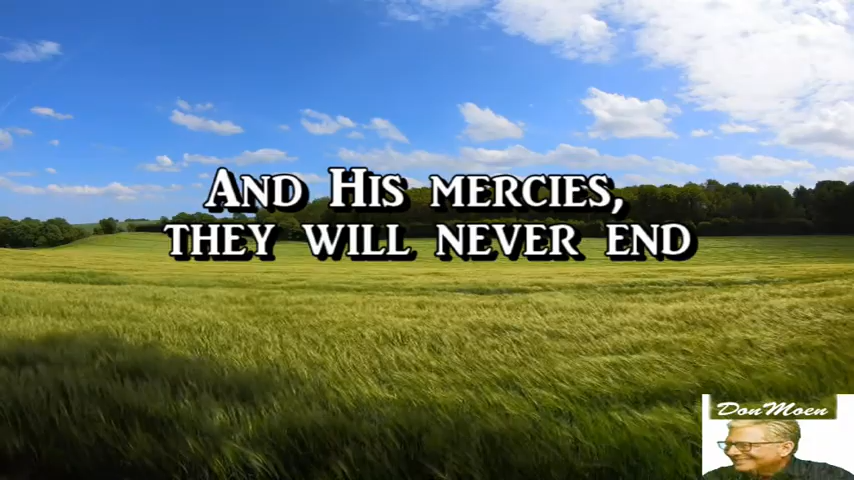 And His mercies,
they will never end
Don Moen